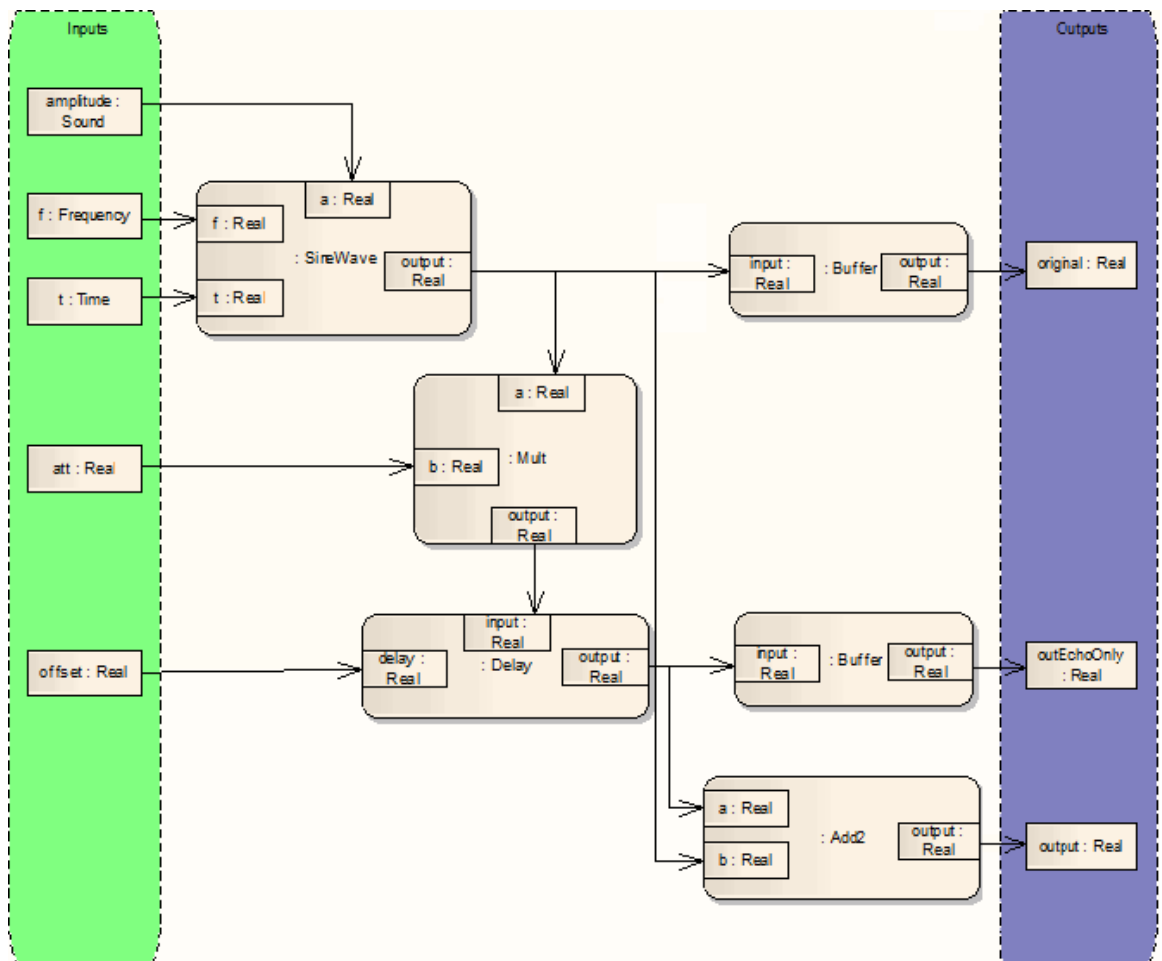 Inputs
Outputs
amplitude :
Sound
f : Frequency
t : Time
att : Real
offset : Real
a : Real
f : Real
: SineWave
output :
Real
t : Real
a : Real
b : Real
: Mult
output :
Real
input :
Real
delay :
Real
: Delay
output :
Real
input :
Real
: Buffer
output :
Real
input :
Real
: Buffer
output :
Real
a : Real
b : Real
: Add2
output :
Real
original : Real
outEchoOnly
: Real
output : Real